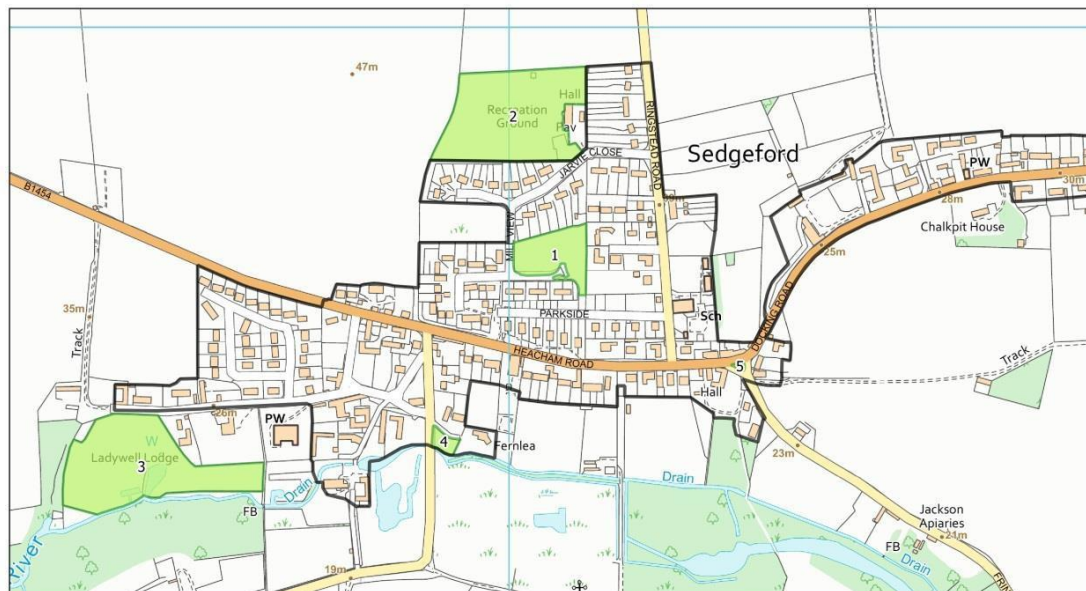 47m
Hall
Recreation
Ground
2
Pav
JARVIE CLOSE
RINGSTEAD ROAD
Sedgeford
PW
30m
28m
Chalkpit House
25m
B1454
MILL VIEW
1
35m
Track
PARKSIDE
Sch
DOCKING ROAD
HEACHAM ROAD
5
Track
Hall
26m
PW
W
Ladywell Lodge
3
4
Fernlea
23m
Drain
Drain
FB
Jackson
Apiaries
21m
FB
Drain
River
19m